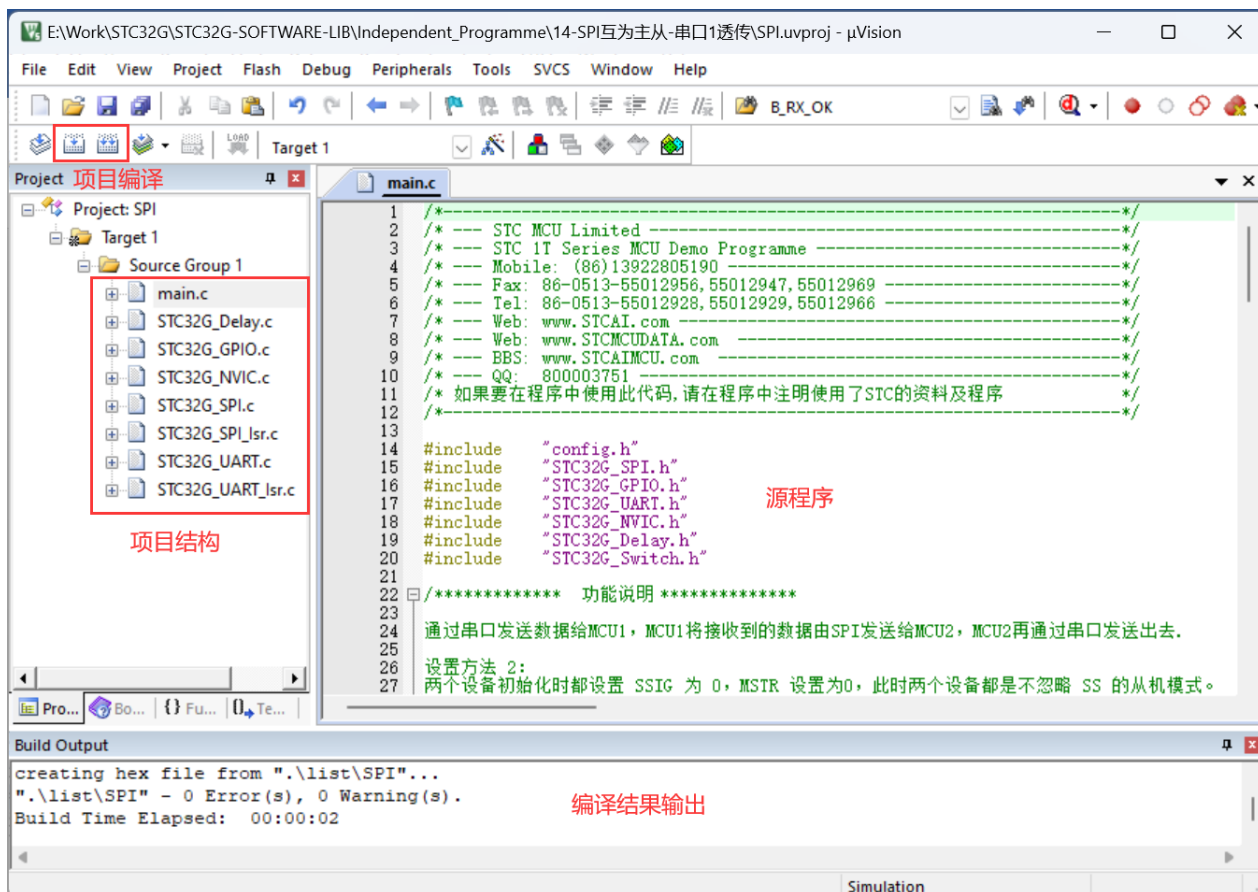 E:\Work\STC32G\STC32G-SOFTWARE-LIB\Independent_Programme\14-SPI互为主从-串口1透传\SPI.uvproj - µVision
File Edit View Project Flash Debug Peripherals Tools SVCS Window Help
B_RX_OK
LOAD Target 1
Project 项目编译
main.c
Project: SPI
Target 1
Source Group 1
main.c
STC32G_Delay.c
STC32G_GPIO.c
STC32G_NVIC.c
STC32G_SPI.c
STC32G_SPI_Isr.c
STC32G_UART.c
STC32G_UART_Isr.c
项目结构
1 /*---------------------------------------------------------------------*/
2 /* --- STC MCU Limited ------------------------------------------------*/
3 /* --- STC 1T Series MCU Demo Programme -------------------------------*/
4 /* --- Mobile: (86)13922805190 ----------------------------------------*/
5 /* --- Fax: 86-0513-55012956,55012947,55012969 ------------------------*/
6 /* --- Tel: 86-0513-55012928,55012929,55012966 ------------------------*/
7 /* --- Web: www.STCAI.com ---------------------------------------------*/
8 /* --- Web: www.STCMCUDATA.com  ---------------------------------------*/
9 /* --- BBS: www.STCAIMCU.com  -----------------------------------------*/
10 /* --- QQ:  800003751 -------------------------------------------------*/
11 /* 如果要在程序中使用此代码,请在程序中注明使用了STC的资料及程序            */
12 /*---------------------------------------------------------------------*/
13
14 #include "config.h"
15 #include "STC32G_SPI.h"
16 #include "STC32G_GPIO.h"
17 #include "STC32G_UART.h"
18 #include "STC32G_NVIC.h"
19 #include "STC32G_Delay.h"
20 #include "STC32G_Switch.h"
源程序
21
22 /************* 功能说明 **************
23
24 通过串口发送数据给MCU1，MCU1将接收到的数据由SPI发送给MCU2，MCU2再通过串口发送出去.
25
26 设置方法 2:
27 两个设备初始化时都设置 SSIG 为 0，MSTR 设置为0，此时两个设备都是不忽略 SS 的从机模式。
Pro... Bo... {} Fu... Te...
Build Output
creating hex file from ".\list\SPI"...
".\list\SPI" - 0 Error(s), 0 Warning(s).
Build Time Elapsed:  00:00:02
编译结果输出
Simulation